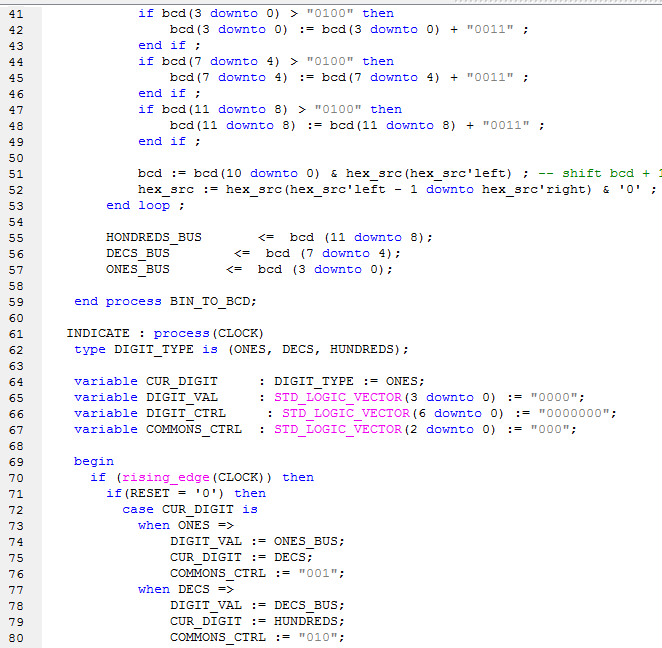 41 if bcd(3 downto 0) > "0100" then
42 bcd(3 downto 0) := bcd(3 downto 0) + "0011" ;
43 end if ;
44 if bcd(7 downto 4) > "0100" then
45 bcd(7 downto 4) := bcd(7 downto 4) + "0011" ;
46 end if ;
47 if bcd(11 downto 8) > "0100" then
48 bcd(11 downto 8) := bcd(11 downto 8) + "0011" ;
49 end if ;
50
51 bcd := bcd(10 downto 0) & hex_src(hex_src'left) ; -- shift bcd + 1
52 hex_src := hex_src(hex_src'left - 1 downto hex_src'right) & '0' ;
53 end loop ;
54
55 HONDREDS_BUS <= bcd (11 downto 8);
56 DECS_BUS <= bcd (7 downto 4);
57 ONES_BUS <= bcd (3 downto 0);
58
59 end process BIN_TO_BCD;
60
61 INDICATE : process(CLOCK)
62 type DIGIT_TYPE is (ONES, DECS, HUNDREDS);
63
64 variable CUR_DIGIT : DIGIT_TYPE := ONES;
65 variable DIGIT_VAL : STD_LOGIC_VECTOR(3 downto 0) := "0000";
66 variable DIGIT_CTRL : STD_LOGIC_VECTOR(6 downto 0) := "0000000";
67 variable COMMONS_CTRL : STD_LOGIC_VECTOR(2 downto 0) := "000";
68
69 begin
70 if (rising_edge(CLOCK)) then
71 if(RESET = '0') then
72 case CUR_DIGIT is
73 when ONES =>
74 DIGIT_VAL := ONES_BUS;
75 CUR_DIGIT := DECS;
76 COMMONS_CTRL := "001";
77 when DECS =>
78 DIGIT_VAL := DECS_BUS;
79 CUR_DIGIT := HUNDREDS;
80 COMMONS_CTRL := "010";